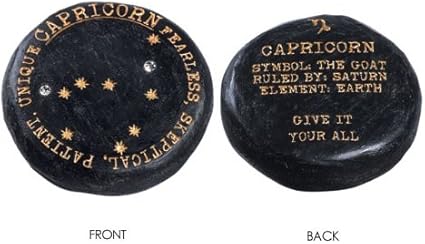 UNIQUE CAPRICORN FEARLESS, SKEPTICAL, PATIENT,
FRONT
♑
CAPRICORN
SYMBOL: THE GOAT
RULED BY: SATURN
ELEMENT: EARTH
GIVE IT
YOUR ALL
BACK